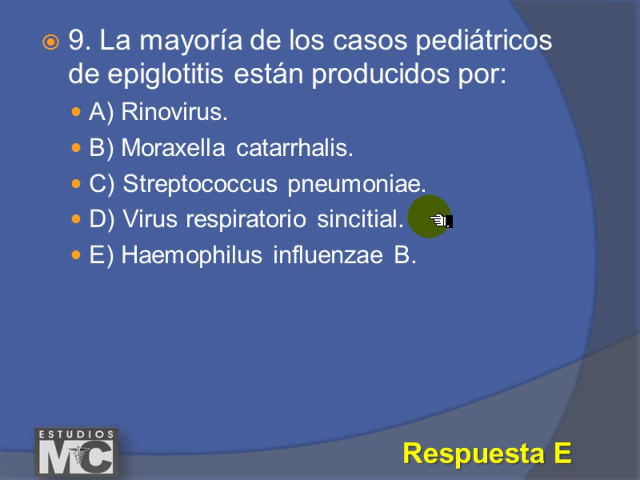 9. La mayoría de los casos pediátricos
de epiglotitis están producidos por:
A) Rinovirus.
B) Moraxella catarrhalis.
C) Streptococcus pneumoniae.
D) Virus respiratorio sincitial.
E) Haemophilus influenzae B.
ESTUDIOS
MC
Respuesta E